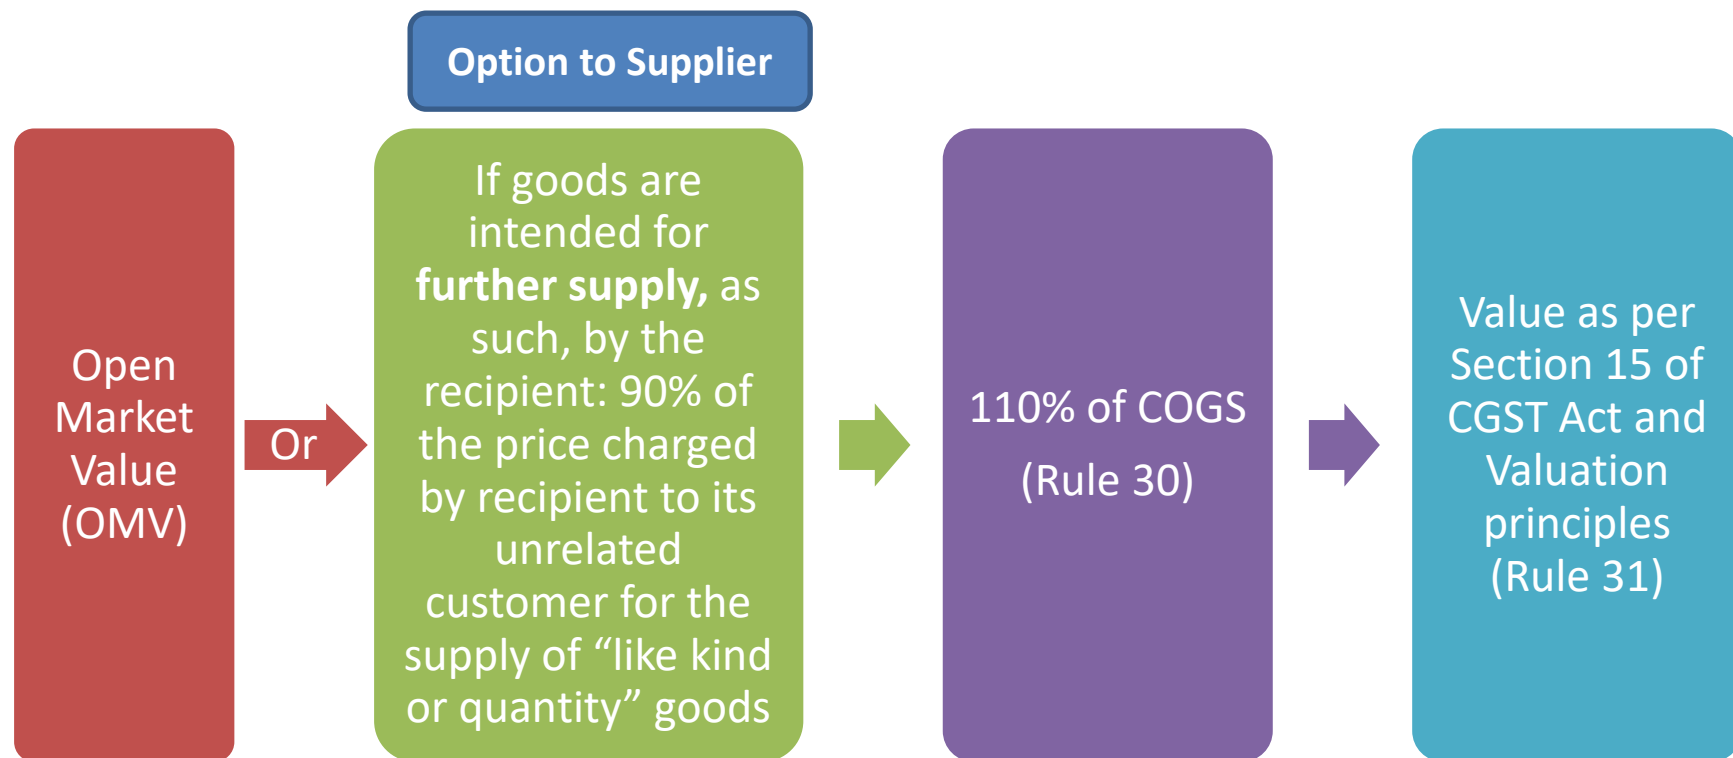 Option to Supplier
Open
Market
Value
(OMV)
Or
If goods are
intended for
further supply, as
such, by the
recipient: 90% of
the price charged
by recipient to its
unrelated
customer for the
supply of “like kind
or quantity” goods
110% of COGS
(Rule 30)
Value as per
Section 15 of
CGST Act and
Valuation
principles
(Rule 31)